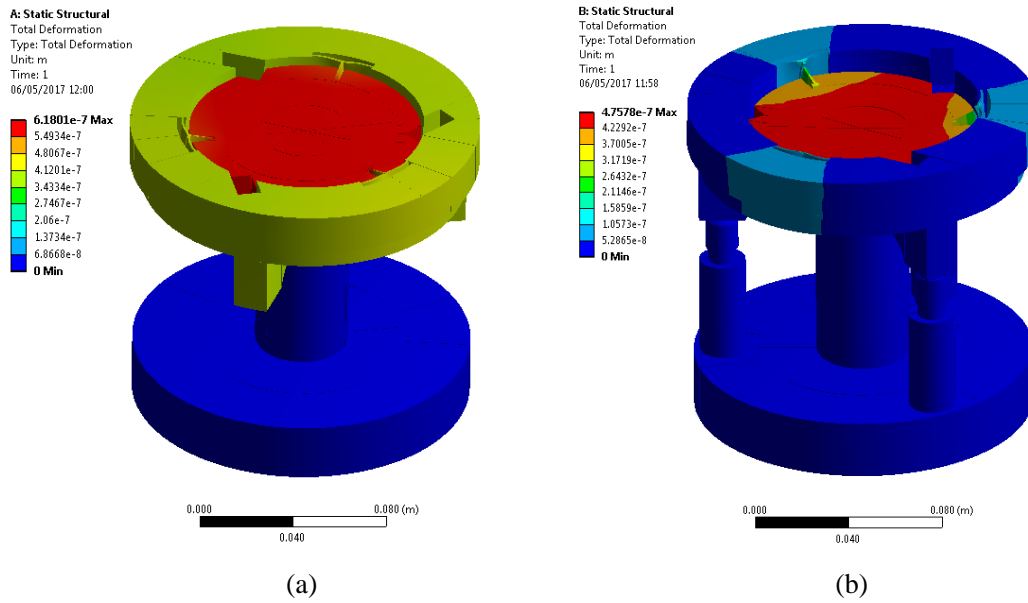 A: Static Structural
Total Deformation
Type: Total Deformation
Unit: m
Time: 1
06/05/2017 12:00
6.1801e-7 Max
5.4934e-7
4.8067e-7
4.1201e-7
3.4334e-7
2.7467e-7
2.06e-7
1.3734e-7
6.8668e-8
0 Min
0.000
0.080 (m)
0.040
(a)
B: Static Structural
Total Deformation
Type: Total Deformation
Unit: m
Time: 1
06/05/2017 11:58
4.7578e-7 Max
4.2292e-7
3.7005e-7
3.1719e-7
2.6432e-7
2.1146e-7
1.5859e-7
1.0573e-7
5.2865e-8
0 Min
0.000
0.080 (m)
0.040
(b)